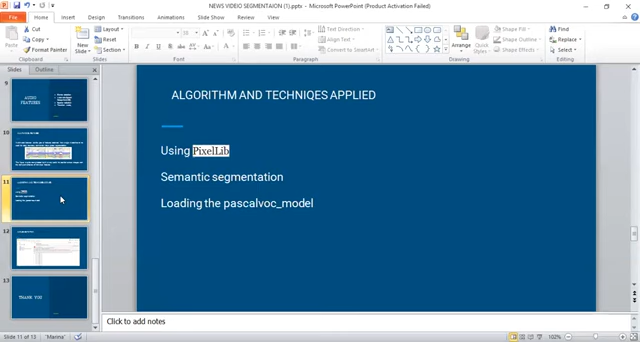 NEWS VIDEO SEGMENTAION (1).pptx - Microsoft PowerPoint (Product Activation Failed)
File Home Insert Design Transitions Animations Slide Show Review View
Cut
Copy
Paste
Format Painter
Clipboard
New Slide
Layout
Reset
Section
Slides
Font
Text Direction
Align Text
Convert to SmartArt
Paragraph
Arrange
Quick Styles
Shape Fill
Shape Outline
Shape Effects
Drawing
Find
Replace
Select
Editing
Slides Outline
9
AUDIO
FEATURES
10
11
12
13
THANK YOU
ALGORITHM AND TECHNIQES APPLIED
Using PixelLib
Semantic segmentation
Loading the pascalvoc_model
Click to add notes
Slide 11 of 13 "Marina" 102%